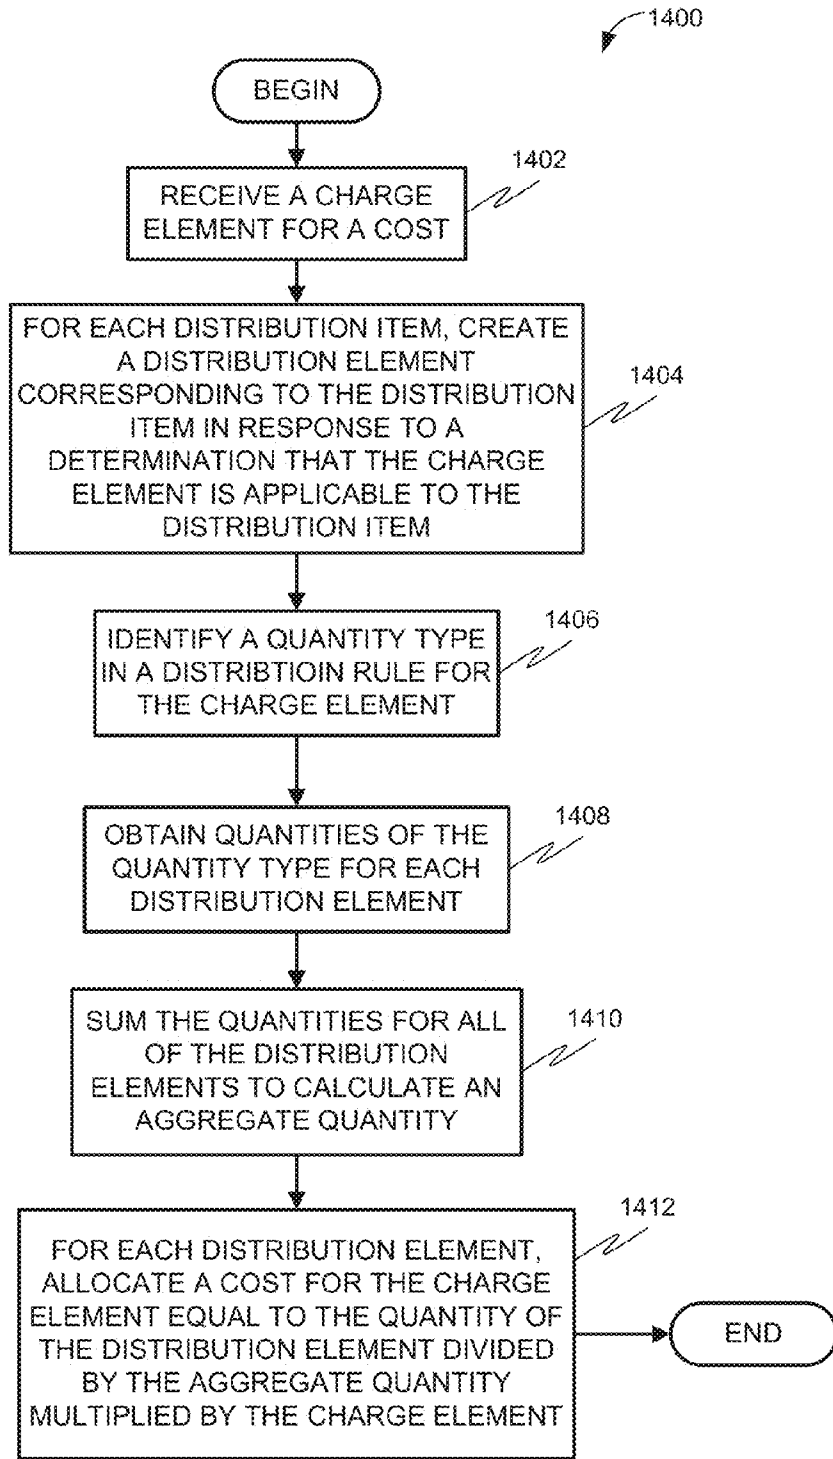 1400
BEGIN
1402
RECEIVE A CHARGE
ELEMENT FOR A COST
FOR EACH DISTRIBUTION ITEM, CREATE
A DISTRIBUTION ELEMENT
CORRESPONDING TO THE DISTRIBUTION
ITEM IN RESPONSE TO A
DETERMINATION THAT THE CHARGE
ELEMENT IS APPLICABLE TO THE
DISTRIBUTION ITEM
1404
IDENTIFY A QUANTITY TYPE
IN A DISTRIBTIOIN RULE FOR
THE CHARGE ELEMENT
1406
OBTAIN QUANTITIES OF THE
QUANTITY TYPE FOR EACH
DISTRIBUTION ELEMENT
1408
SUM THE QUANTITIES FOR ALL
OF THE DISTRIBUTION
ELEMENTS TO CALCULATE AN
AGGREGATE QUANTITY
1410
FOR EACH DISTRIBUTION ELEMENT,
ALLOCATE A COST FOR THE CHARGE
ELEMENT EQUAL TO THE QUANTITY OF
THE DISTRIBUTION ELEMENT DIVIDED
BY THE AGGREGATE QUANTITY
MULTIPLIED BY THE CHARGE ELEMENT
1412
END